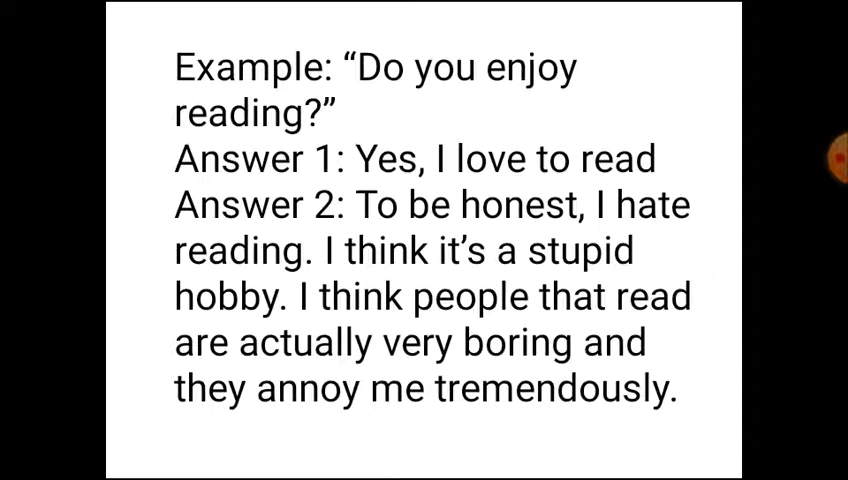 Example: “Do you enjoy
reading?”
Answer 1: Yes, I love to read
Answer 2: To be honest, I hate
reading. I think it’s a stupid
hobby. I think people that read
are actually very boring and
they annoy me tremendously.